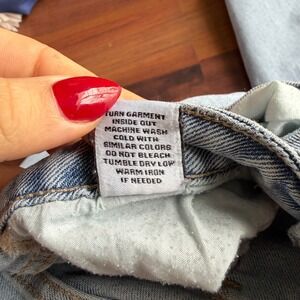 TURN GARMENT
INSIDE OUT
MACHINE WASH
COLD WITH
SIMILAR COLORS
DO NOT BLEACH
TUMBLE DRY LOW
WARM IRON
IF NEEDED